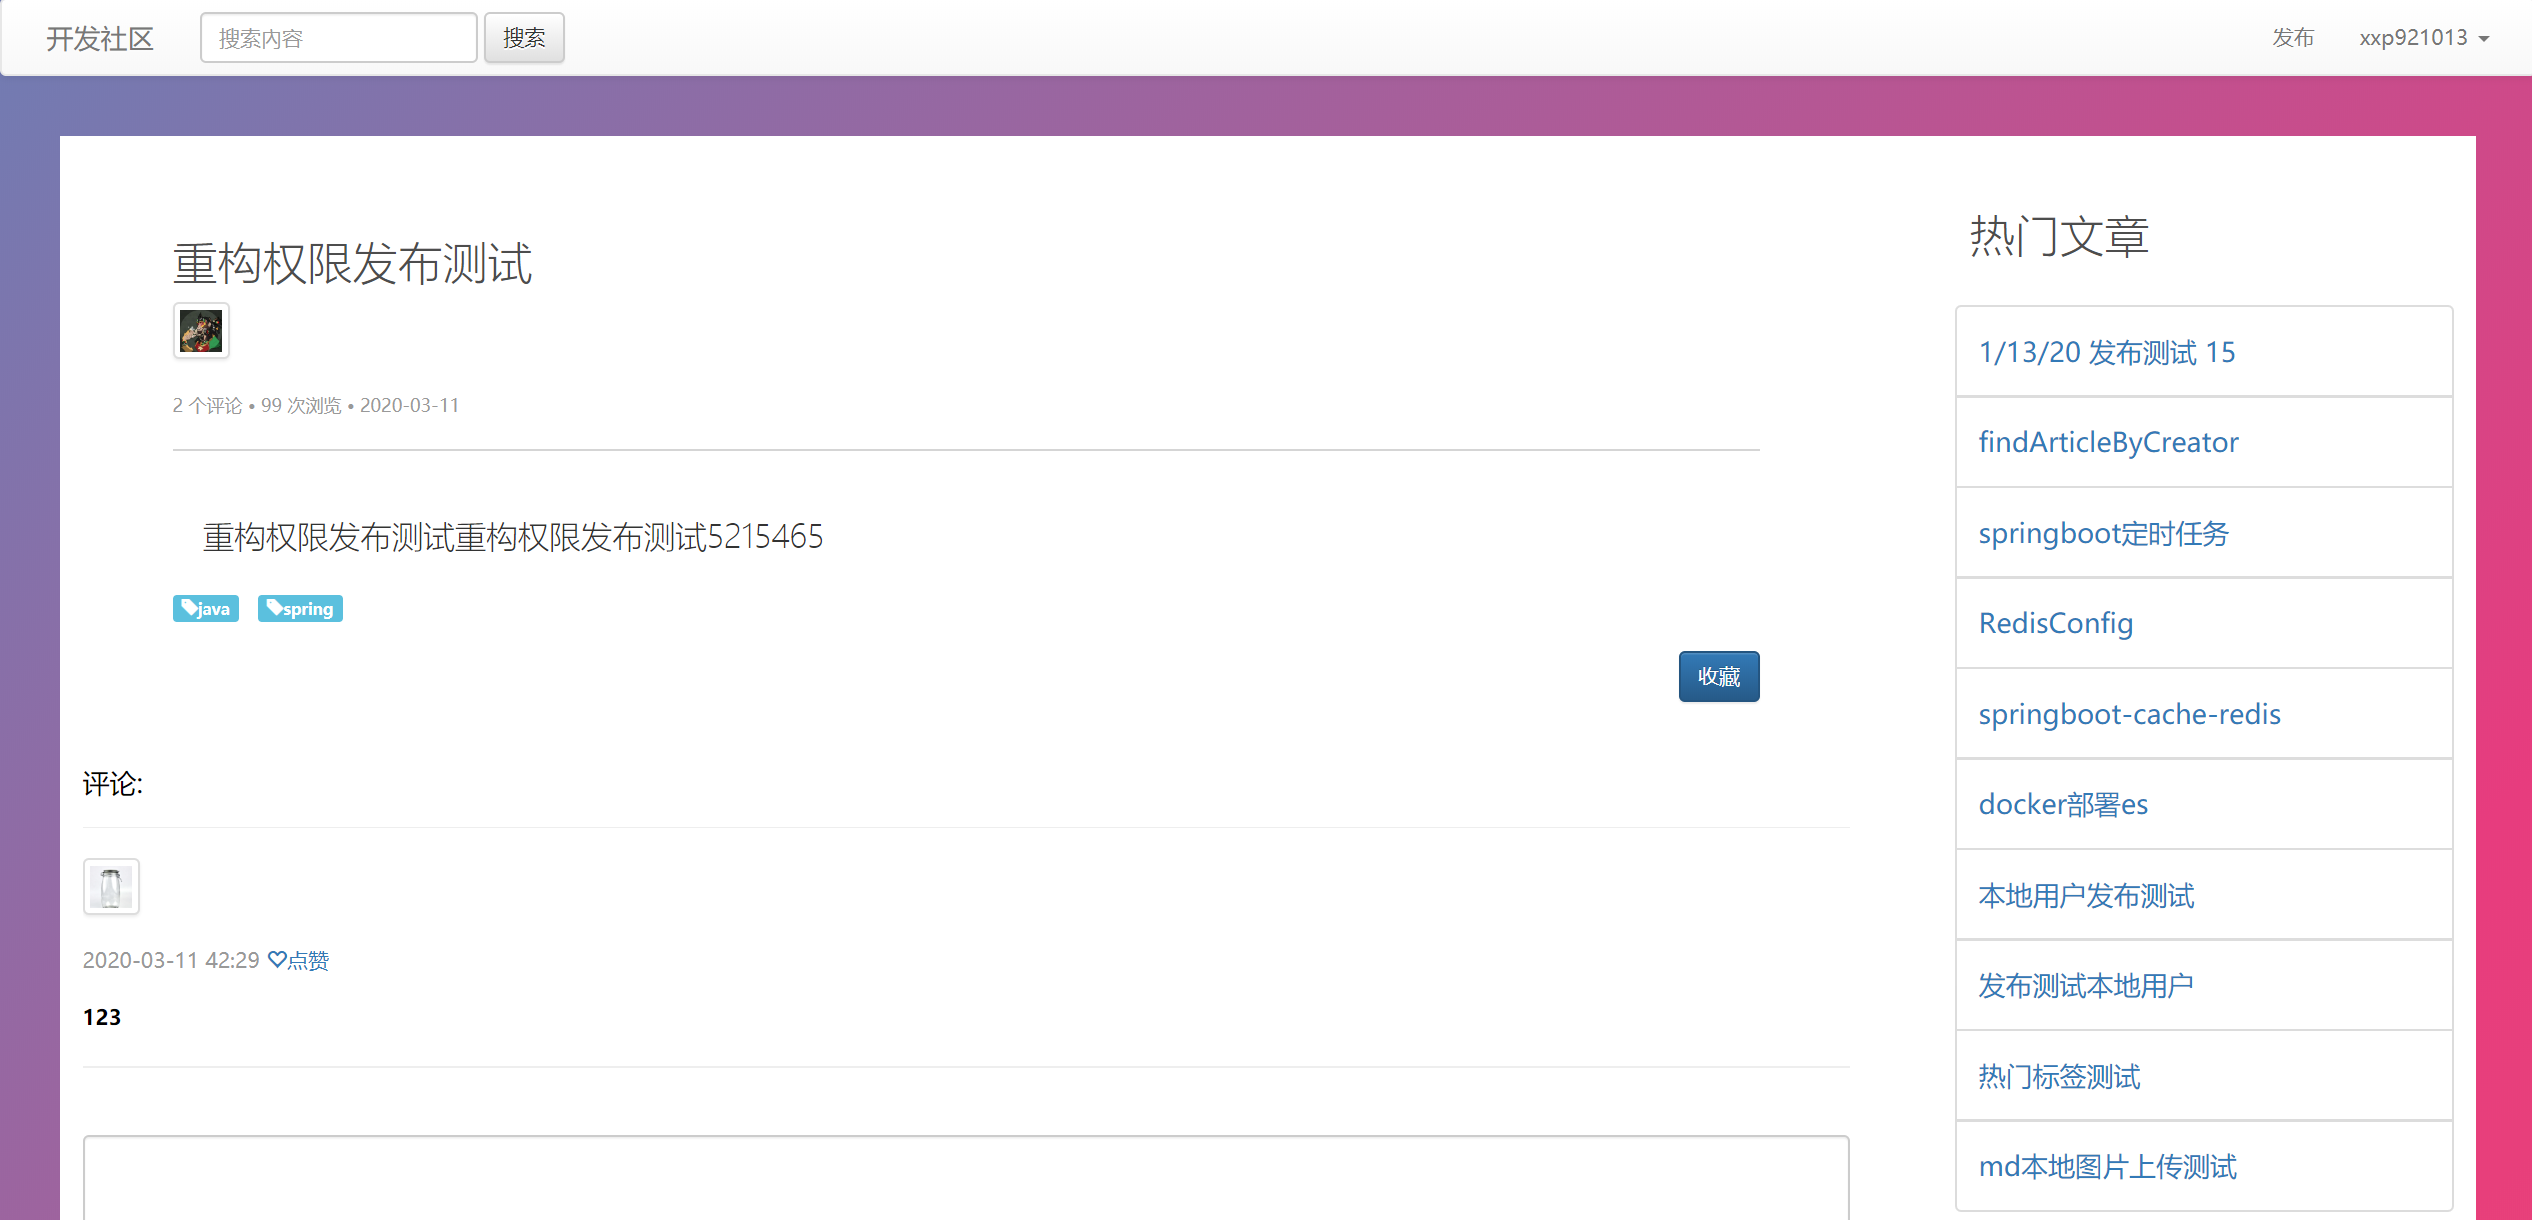 开发社区
搜索内容
搜索
发布
xxp921013
重构权限发布测试
2 个评论 • 99 次浏览 • 2020-03-11
重构权限发布测试重构权限发布测试5215465
java
spring
收藏
评论:
2020-03-11 42:29 点赞
123
热门文章
1/13/20 发布测试 15
findArticleByCreator
springboot定时任务
RedisConfig
springboot-cache-redis
docker部署es
本地用户发布测试
发布测试本地用户
热门标签测试
md本地图片上传测试